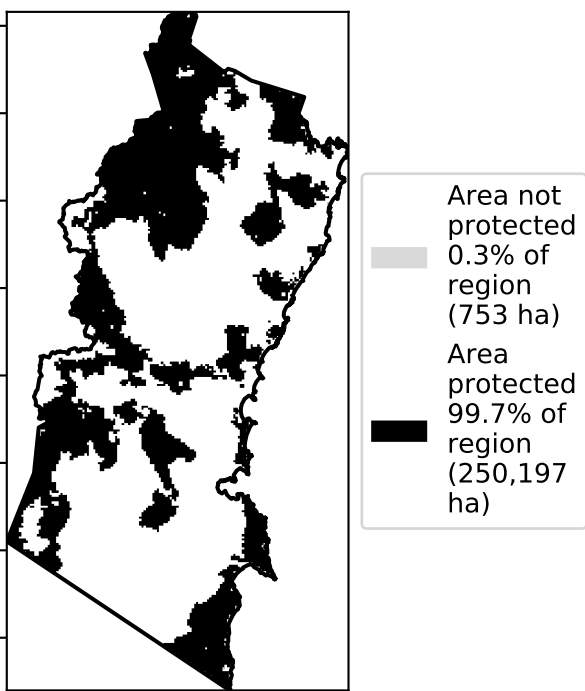 Area not
protected
0.3% of
region
(753 ha)
Area
protected
99.7% of
region
(250,197
ha)